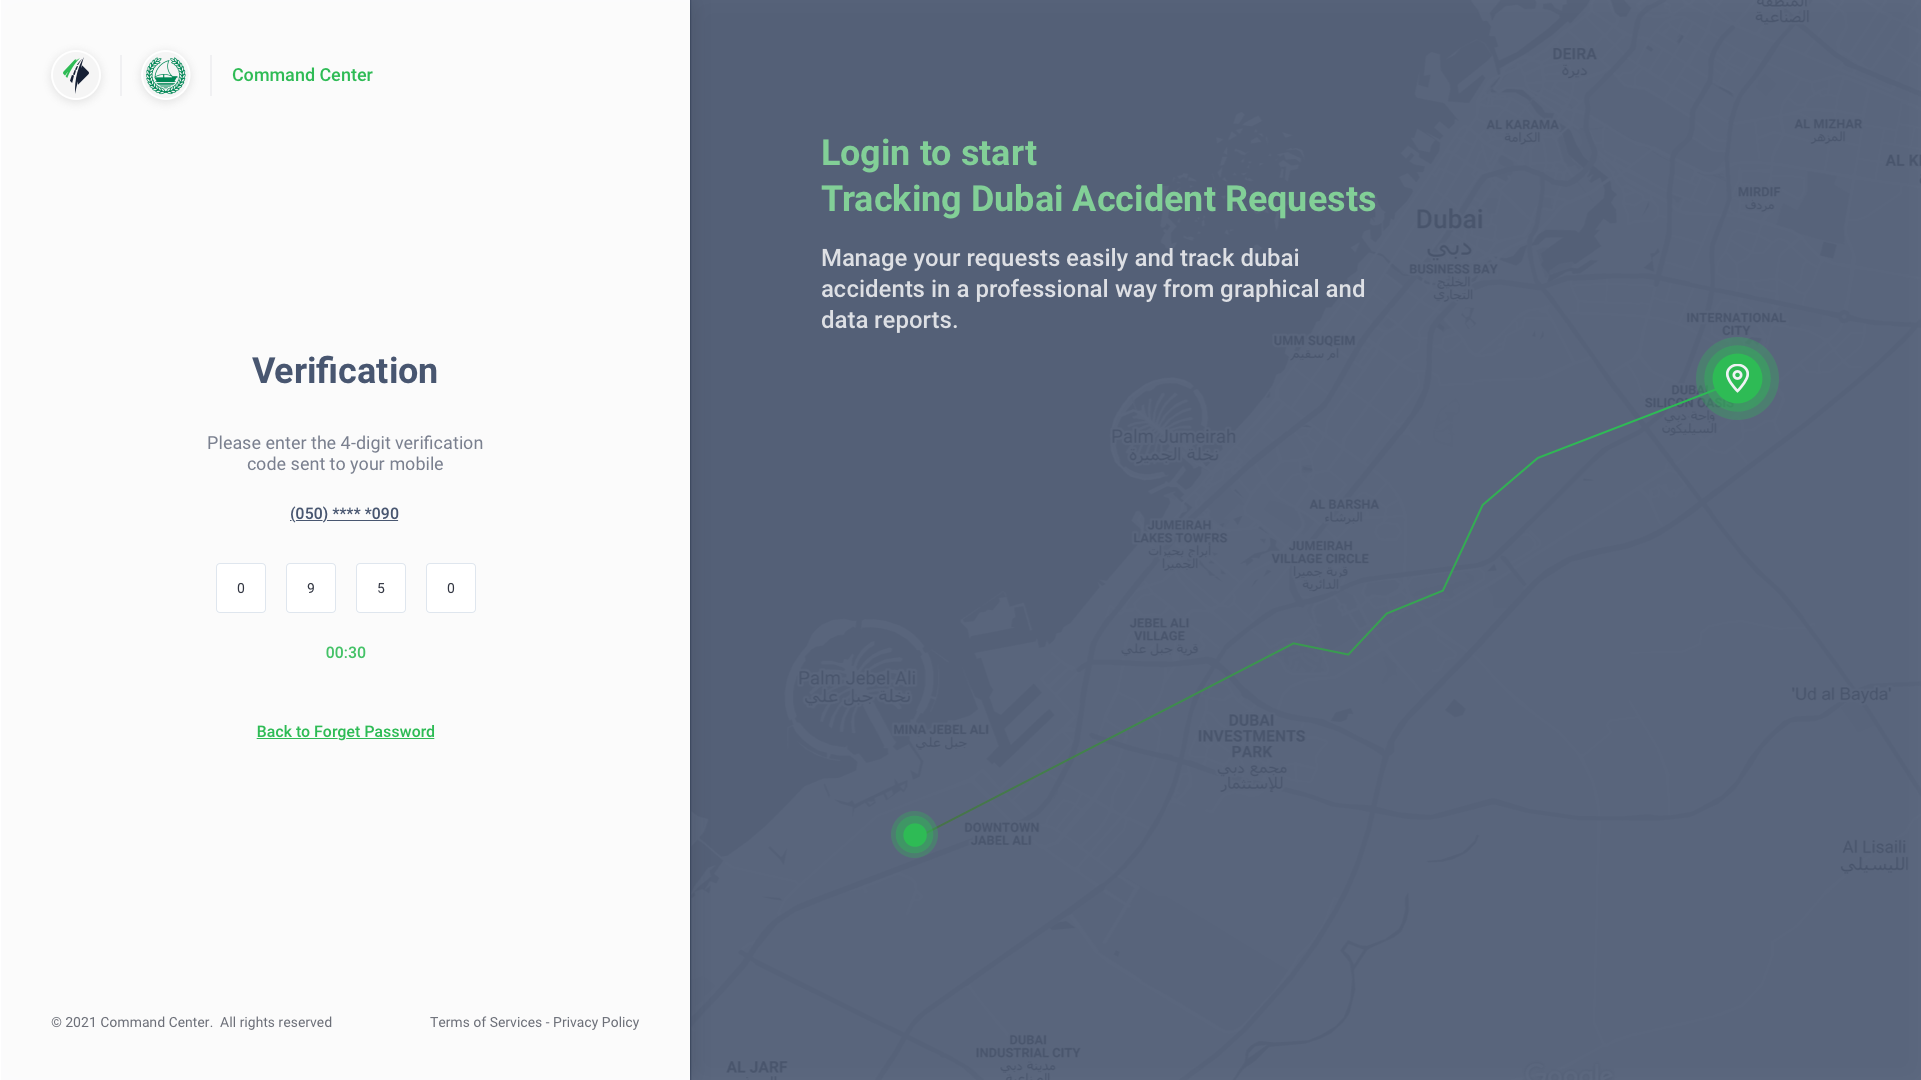 Command Center
Verification
Please enter the 4-digit verification
code sent to your mobile
(050) **** *090
0 9 5 0
00:30
Back to Forget Password
© 2021 Command Center.  All rights reserved
Terms of Services - Privacy Policy
Login to start
Tracking Dubai Accident Requests
Manage your requests easily and track dubai
accidents in a professional way from graphical and
data reports.
الصناعية
DEIRA
ديرة
AL KARAMA
الكرامة
AL MIZHAR
المزهر
MIRDIF
مردف
Dubai
دبي
BUSINESS BAY
الخليج
التجاري
INTERNATIONAL
CITY
UMM SUQEIM
أم سقيم
SILICON
واحة دبي
السيليكون
Palm Jumeirah
نخلة الجميرة
AL BARSHA
البرشاء
JUMEIRAH
LAKES TOWERS
أبراج بحيرات
الجميرا
JUMEIRAH
VILLAGE CIRCLE
قرية جميرا
الدائرية
JEBEL ALI
VILLAGE
قرية جبل علي
Palm Jebel Ali
نخلة جبل علي
MINA JEBEL ALI
جبل علي
'Ud al Bayda'
DUBAI
INVESTMENTS
PARK
مجمع دبي
للإستثمار
DOWNTOWN
JABEL ALI
Al Lisaili
الليسيلي
DUBAI
INDUSTRIAL CITY
مدينة دبي
AL JARF